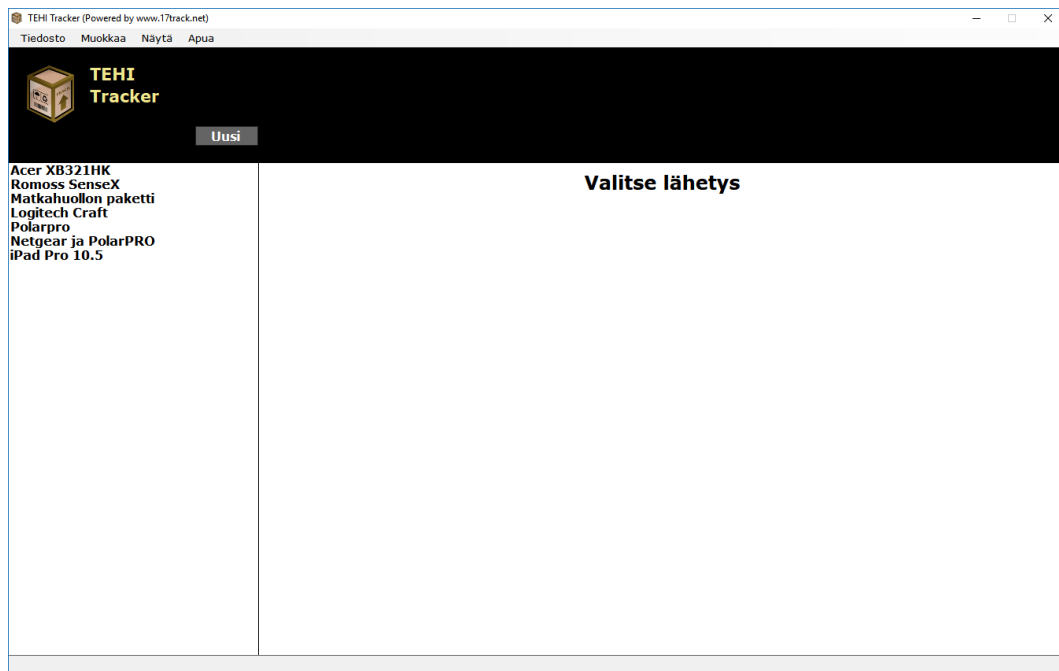 TEHI Tracker (Powered by www.17track.net)
Tiedosto Muokkaa Näytä Apua
TEHI
Tracker
Uusi
Acer XB321HK
Romoss SenseX
Matkahuollon paketti
Logitech Craft
Polarpro
Netgear ja PolarPRO
iPad Pro 10.5
Valitse lähetys